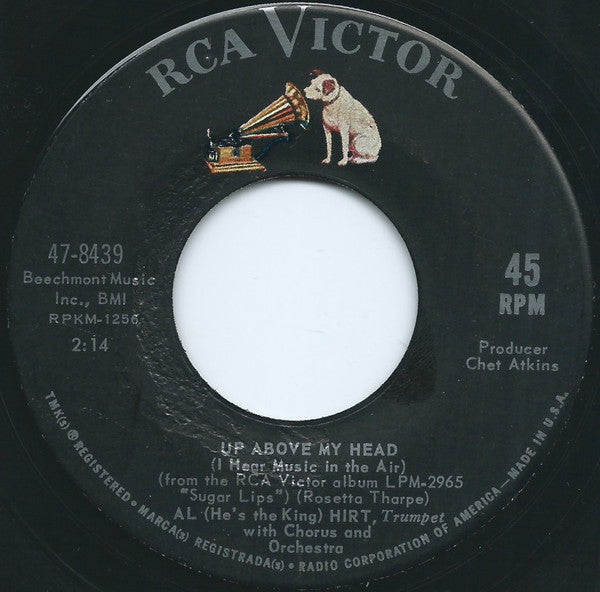 RCA VICTOR
47-8439
Beechmont Music
Inc., BMI
RPKM-1256
2:14
45
RPM
Producer
Chet Atkins
UP ABOVE MY HEAD
(I Hear Music in the Air)
(from the RCA Victor album LPM-2965
"Sugar Lips") (Rosetta Tharpe)
AL (He's the King) HIRT, Trumpet
with Chorus and
Orchestra
TMK(s) ® REGISTERED • MARCA(s) REGISTRADA(s) • RADIO CORPORATION OF AMERICA—MADE IN U.S.A.